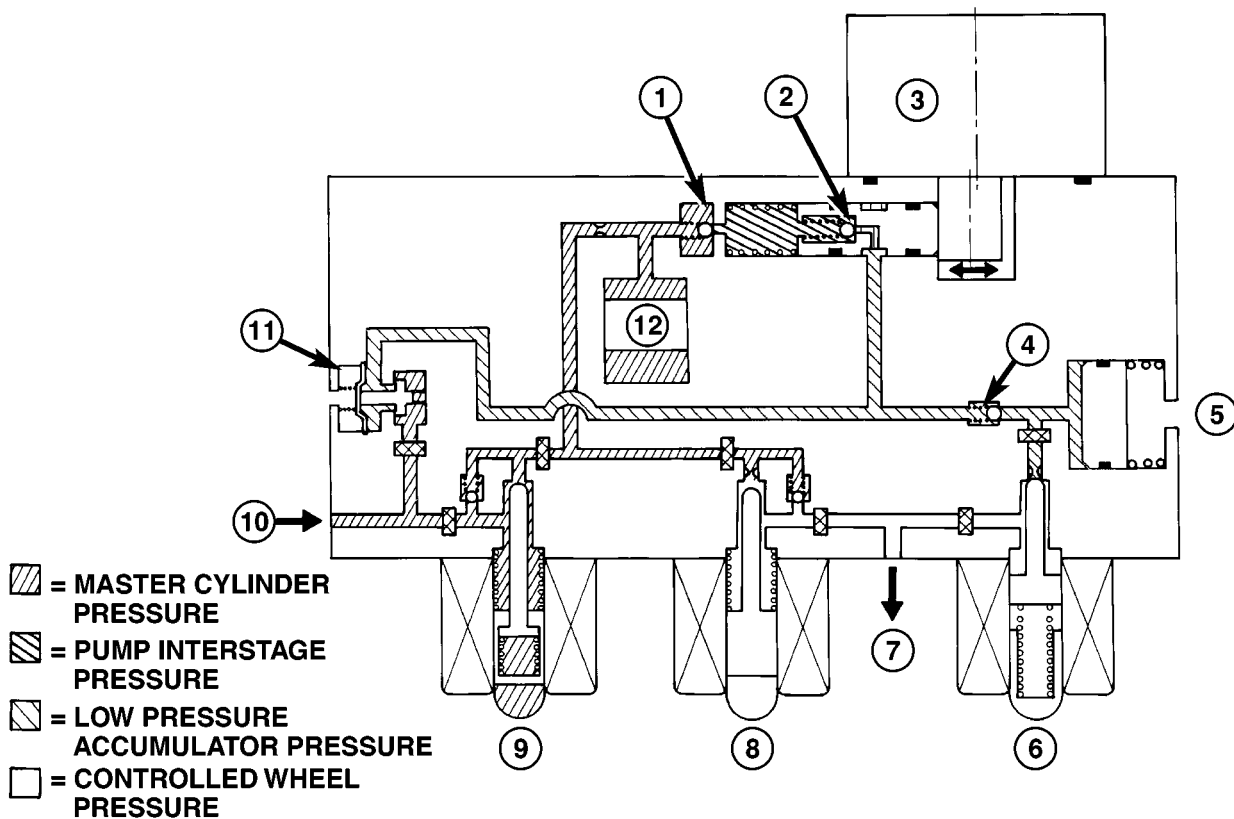 1
2
3
4
5
11
12
10
= MASTER CYLINDER
PRESSURE
= PUMP INTERSTAGE
PRESSURE
= LOW PRESSURE
ACCUMULATOR PRESSURE
= CONTROLLED WHEEL
PRESSURE
7
9
8
6